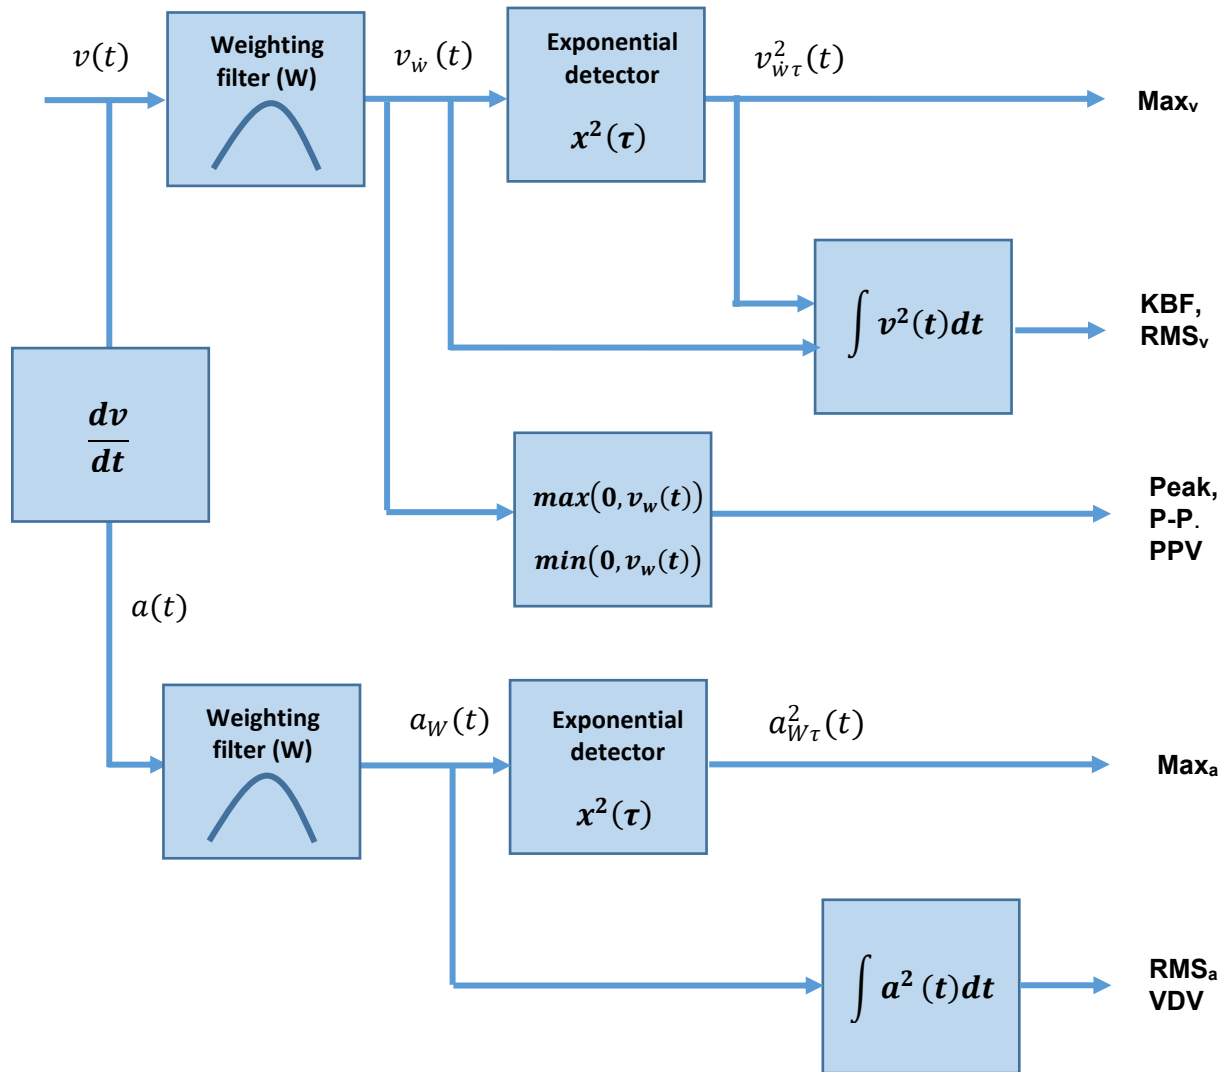 v(t)
Weighting
filter (W)
v_ẇ(t)
Exponential
detector
x²(τ)
v²_ẇτ(t)
Maxᵥ
∫ v²(t)dt
KBF,
RMSᵥ
dv
dt
max(0, v_w(t))
min(0, v_w(t))
Peak,
P-P.
PPV
a(t)
Weighting
filter (W)
a_W(t)
Exponential
detector
x²(τ)
a²_Wτ(t)
Maxₐ
∫ a² (t)dt
RMSₐ
VDV